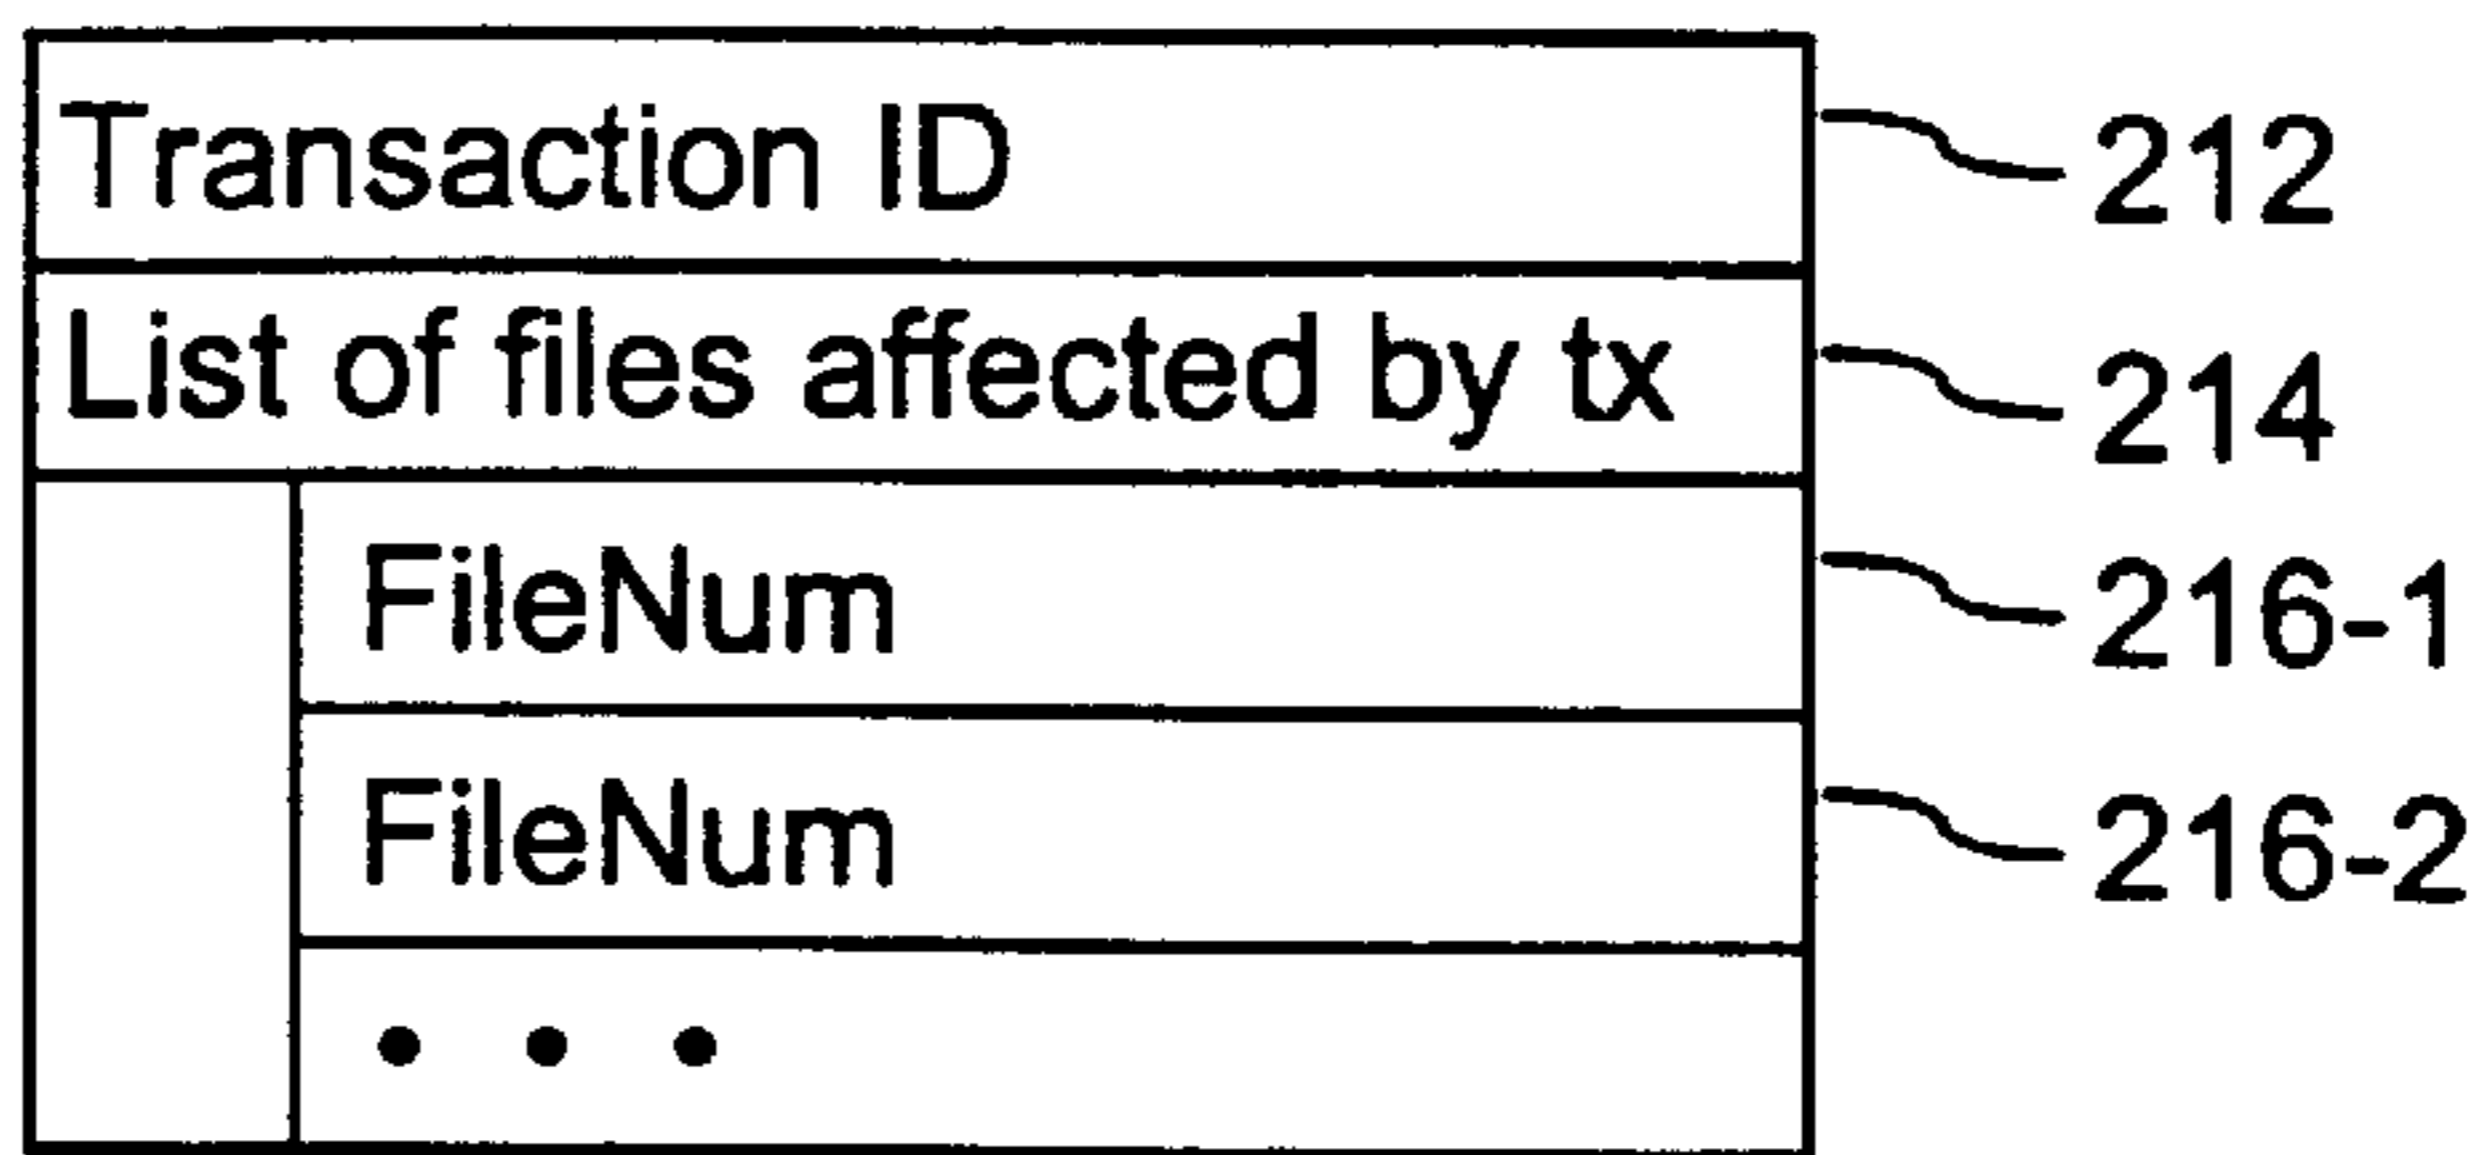 Transaction ID 212
List of files affected by tx 214
FileNum 216-1
FileNum 216-2
• • •